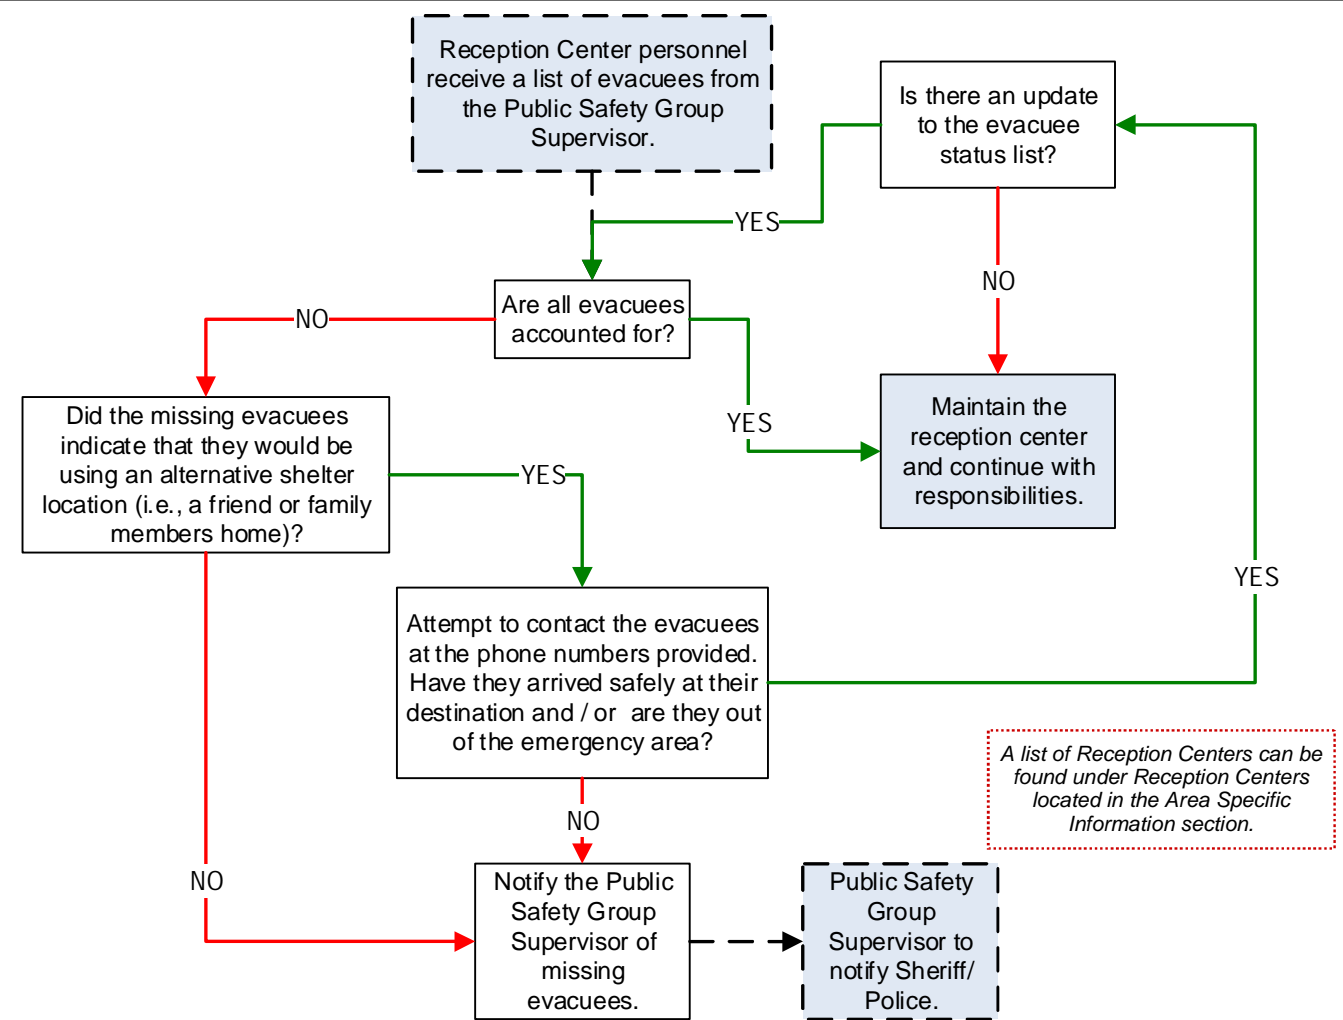 Reception Center personnel
receive a list of evacuees from
the Public Safety Group
Supervisor.
Is there an update
to the evacuee
status list?
YES
NO
Are all evacuees
accounted for?
NO
YES
Maintain the
reception center
and continue with
responsibilities.
Did the missing evacuees
indicate that they would be
using an alternative shelter
location (i.e., a friend or family
members home)?
YES
YES
Attempt to contact the evacuees
at the phone numbers provided.
Have they arrived safely at their
destination and / or are they out
of the emergency area?
A list of Reception Centers can be
found under Reception Centers
located in the Area Specific
Information section.
NO
NO
Notify the Public
Safety Group
Supervisor of
missing
evacuees.
Public Safety
Group
Supervisor to
notify Sheriff/
Police.